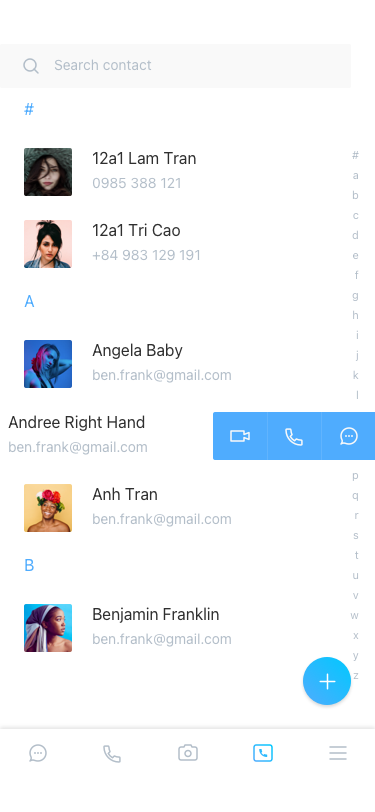 Search contact
#
12a1 Lam Tran
0985 388 121
12a1 Tri Cao
+84 983 129 191
A
Angela Baby
ben.frank@gmail.com
Andree Right Hand
ben.frank@gmail.com
Anh Tran
ben.frank@gmail.com
B
Benjamin Franklin
ben.frank@gmail.com
#
a
b
c
d
e
f
g
h
i
j
k
l
p
q
r
s
t
u
v
w
x
y
z